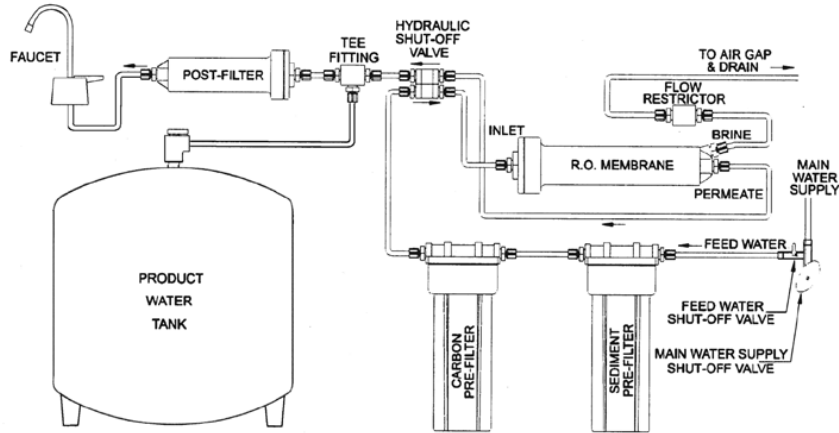 FAUCET
POST-FILTER
TEE
FITTING
HYDRAULIC
SHUT-OFF
VALVE
TO AIR GAP
& DRAIN
FLOW
RESTRICTOR
INLET
BRINE
R.O. MEMBRANE
PERMEATE
MAIN
WATER
SUPPLY
FEED WATER
PRODUCT
WATER
TANK
CARBON
PRE-FILTER
SEDIMENT
PRE-FILTER
FEED WATER
SHUT-OFF VALVE
MAIN WATER SUPPLY
SHUT-OFF VALVE